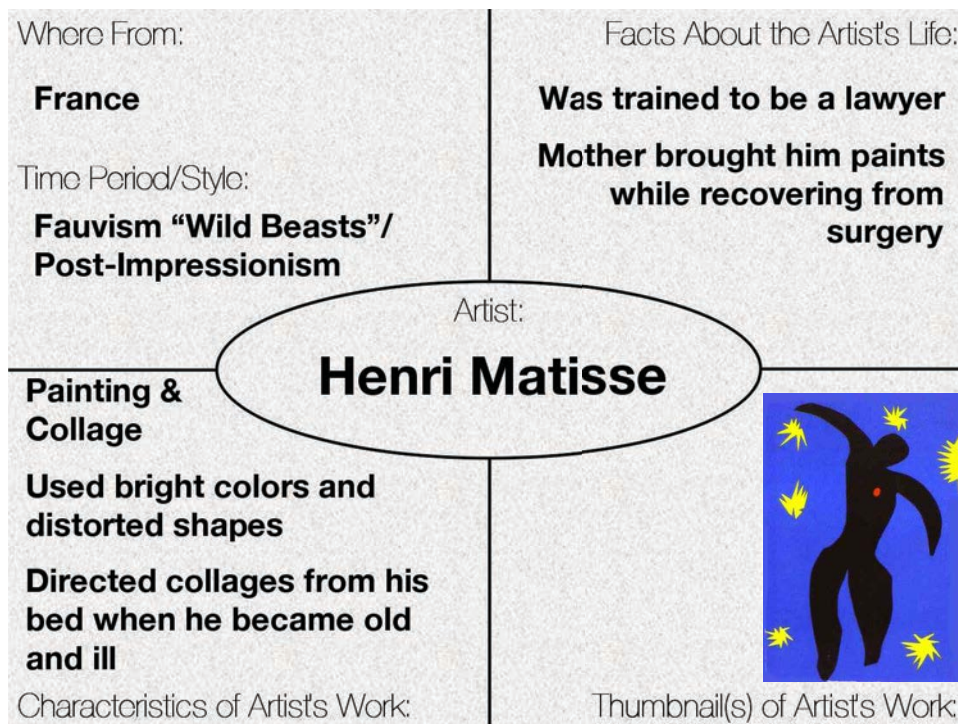 Where From:
France
Time Period/Style:
Fauvism “Wild Beasts”/
Post-Impressionism
Facts About the Artist's Life:
Was trained to be a lawyer
Mother brought him paints
while recovering from
surgery
Artist:
Henri Matisse
Painting &
Collage
Used bright colors and
distorted shapes
Directed collages from his
bed when he became old
and ill
Characteristics of Artist's Work:
Thumbnail(s) of Artist's Work: